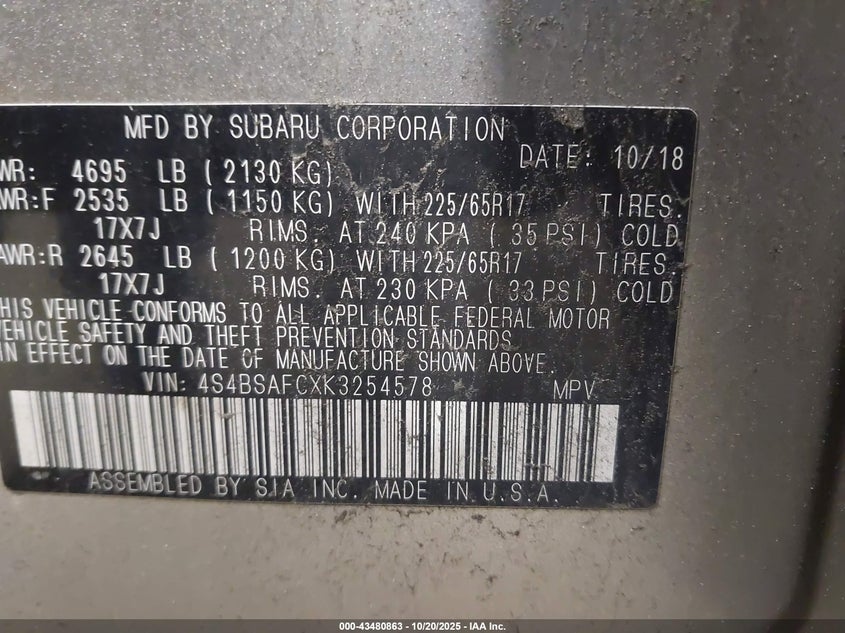 MFD BY SUBARU CORPORATION
DATE: 10/18
WR: 4695 LB ( 2130 KG)
AWR:F 2535 LB ( 1150 KG) WITH 225/65R17 TIRES.
17X7J RIMS. AT 240 KPA ( 35 PSI) COLD
AWR:R 2645 LB ( 1200 KG) WITH 225/65R17 TIRES.
17X7J RIMS. AT 230 KPA ( 33 PSI) COLD
HIS VEHICLE CONFORMS TO ALL APPLICABLE FEDERAL MOTOR
VEHICLE SAFETY AND THEFT PREVENTION STANDARDS
IN EFFECT ON THE DATE OF MANUFACTURE SHOWN ABOVE.
VIN: 4S4BSAFCXK3254578 MPV
ASSEMBLED BY SIA INC. MADE IN U.S.A.
000-43480863 - 10/20/2025 - IAA Inc.